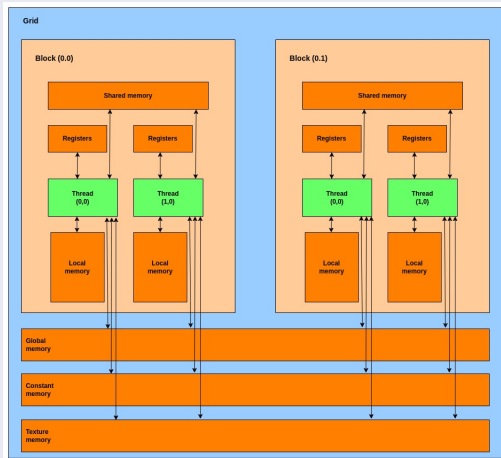 Grid
Block (0.0)
Shared memory
Registers
Registers
Thread
(0,0)
Thread
(1,0)
Local
memory
Local
memory
Block (0.1)
Shared memory
Registers
Registers
Thread
(0,0)
Thread
(1,0)
Local
memory
Local
memory
Global
memory
Constant
memory
Texture
memory